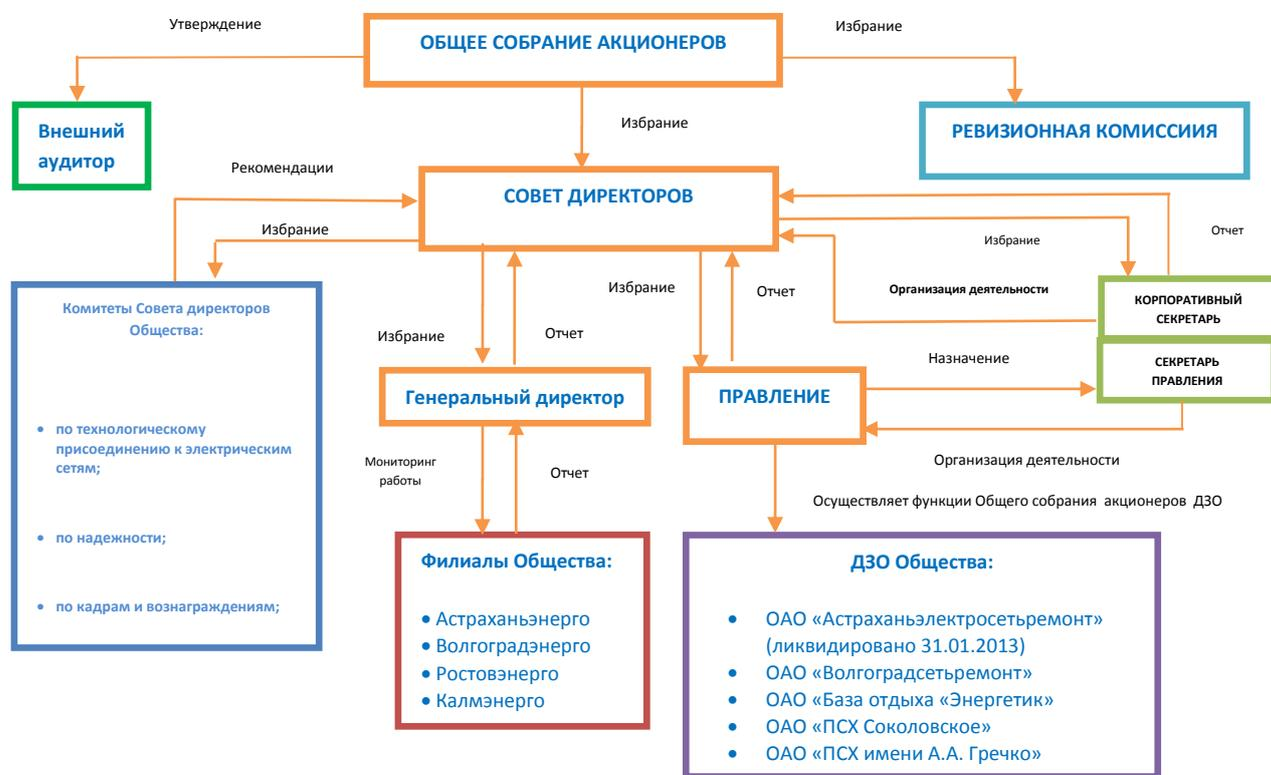 Утверждение
ОБЩЕЕ СОБРАНИЕ АКЦИОНЕРОВ
Избрание
Внешний
аудитор
Избрание
РЕВИЗИОННАЯ КОМИССИИЯ
Рекомендации
СОВЕТ ДИРЕКТОРОВ
Избрание
Избрание
Отчет
Комитеты Совета директоров
Общества:
• по технологическому
присоединению к электрическим
сетям;
• по надежности;
• по кадрам и вознаграждениям;
Избрание
Отчет
Избрание
Отчет
Организация деятельности
КОРПОРАТИВНЫЙ
СЕКРЕТАРЬ
Назначение
СЕКРЕТАРЬ
ПРАВЛЕНИЯ
Генеральный директор
ПРАВЛЕНИЕ
Мониторинг
работы
Отчет
Организация деятельности
Осуществляет функции Общего собрания акционеров ДЗО
Филиалы Общества:
• Астраханьэнерго
• Волгоградэнерго
• Ростовэнерго
• Калмэнерго
ДЗО Общества:
• ОАО «Астраханьэлектросетьремонт»
(ликвидировано 31.01.2013)
• ОАО «Волгоградсетьремонт»
• ОАО «База отдыха «Энергетик»
• ОАО «ПСХ Соколовское»
• ОАО «ПСХ имени А.А. Гречко»